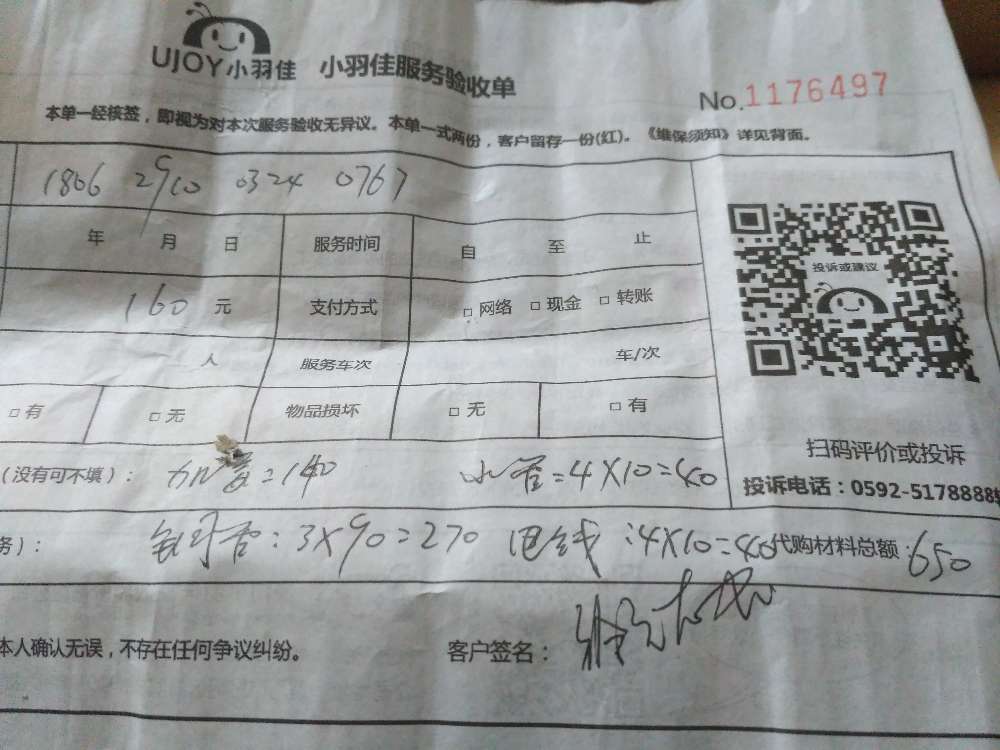 UJOY小羽佳 小羽佳服务验收单
No.1176497
本单一经核签，即视为对本次服务验收无异议。本单一式两份，客户留存一份(红)。《维保须知》详见背面。
1806 2910 0324 0767
年 月 日 服务时间 自 至 止
160 元 支付方式 □ 网络 □ 现金 □ 转账
人 服务车次 车/次
□ 有 □ 无 物品损坏 □ 无 □ 有
投诉或建议
扫码评价或投诉
投诉电话：0592-5178888
（没有可不填）： =140 水管=4X10=40
务）： 铜管：3X90=270 电线：4X10=40 代购材料总额：650
本人确认无误，不存在任何争议纠纷。 客户签名：